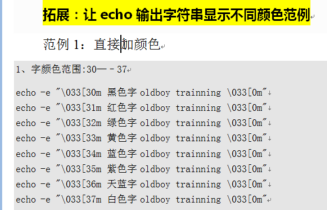 拓展：让 echo 输出字符串显示不同颜色范例
范例 1：直接加颜色
1、字颜色范围:30——-37
echo -e "\033[30m 黑色字 oldboy trainning \033[0m"
echo -e "\033[31m 红色字 oldboy trainning \033[0m"
echo -e "\033[32m 绿色字 oldboy trainning \033[0m"
echo -e "\033[33m 黄色字 oldboy trainning \033[0m"
echo -e "\033[34m 蓝色字 oldboy trainning \033[0m"
echo -e "\033[35m 紫色字 oldboy trainning \033[0m"
echo -e "\033[36m 天蓝字 oldboy trainning \033[0m"
echo -e "\033[37m 白色字 oldboy trainning \033[0m"